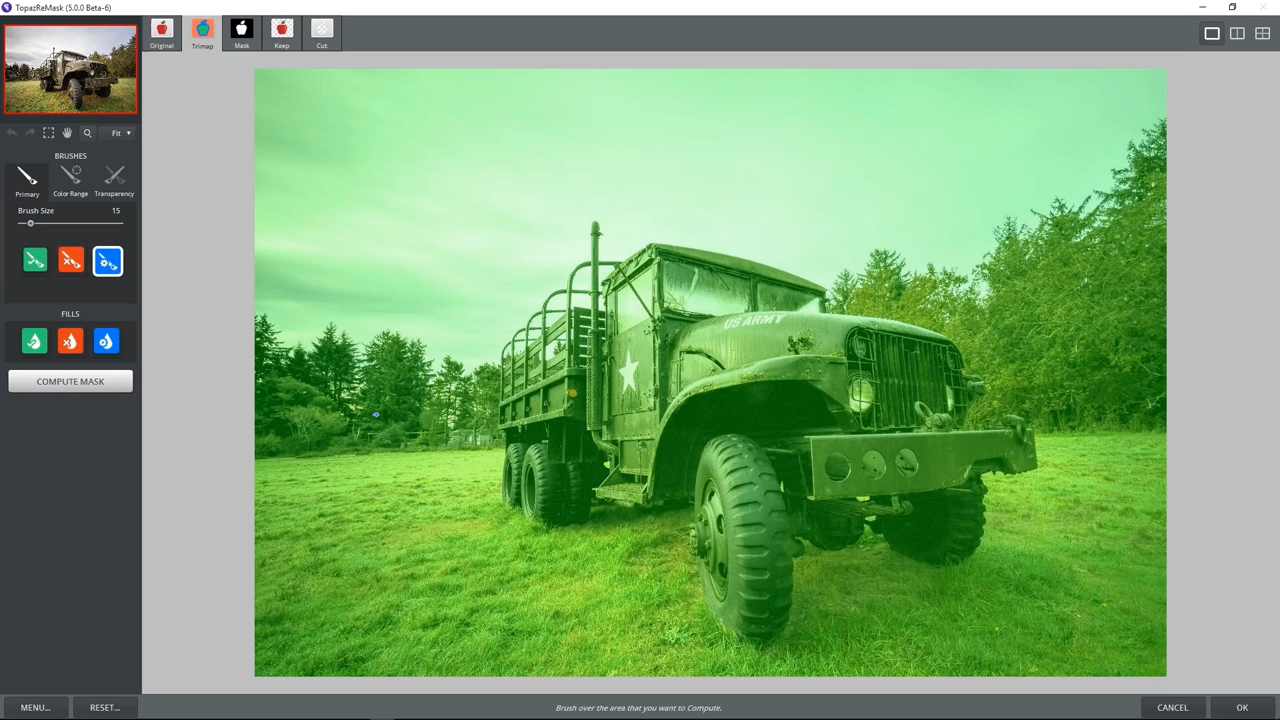 TopazReMask (5.0.0 Beta-6)
Original
Trimap
Mask
Keep
Cut
Fit
BRUSHES
Primary
Color Range
Transparency
Brush Size 15
FILLS
COMPUTE MASK
US ARMY
MENU...
RESET...
Brush over the area that you want to Compute.
CANCEL
OK